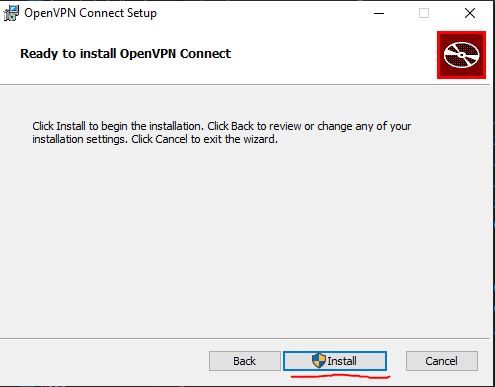 OpenVPN Connect Setup
Ready to install OpenVPN Connect
Click Install to begin the installation. Click Back to review or change any of your
installation settings. Click Cancel to exit the wizard.
Back Install Cancel